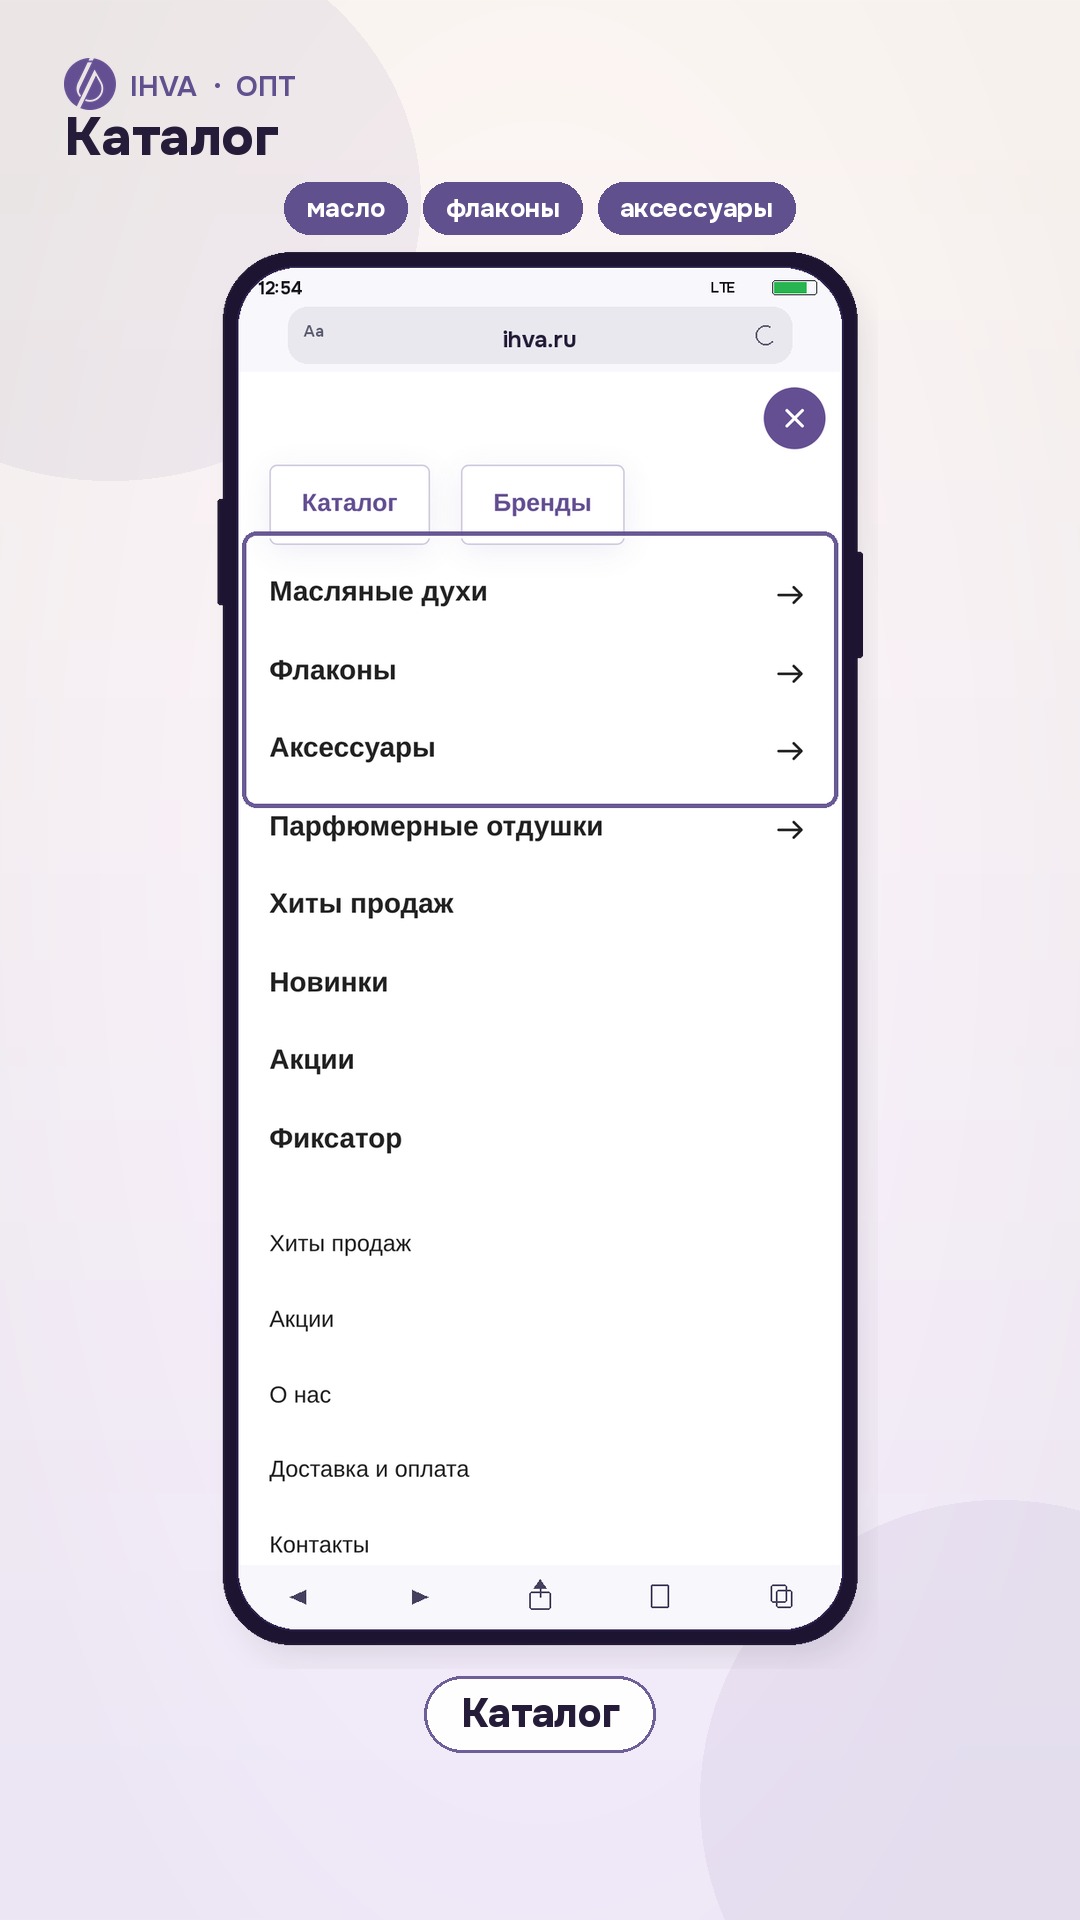 IHVA · ОПТ
Каталог
масло флаконы аксессуары
12:54 LTE
Aa ihva.ru
Каталог Бренды
Масляные духи
Флаконы
Аксессуары
Парфюмерные отдушки
Хиты продаж
Новинки
Акции
Фиксатор
Хиты продаж
Акции
О нас
Доставка и оплата
Контакты
Каталог